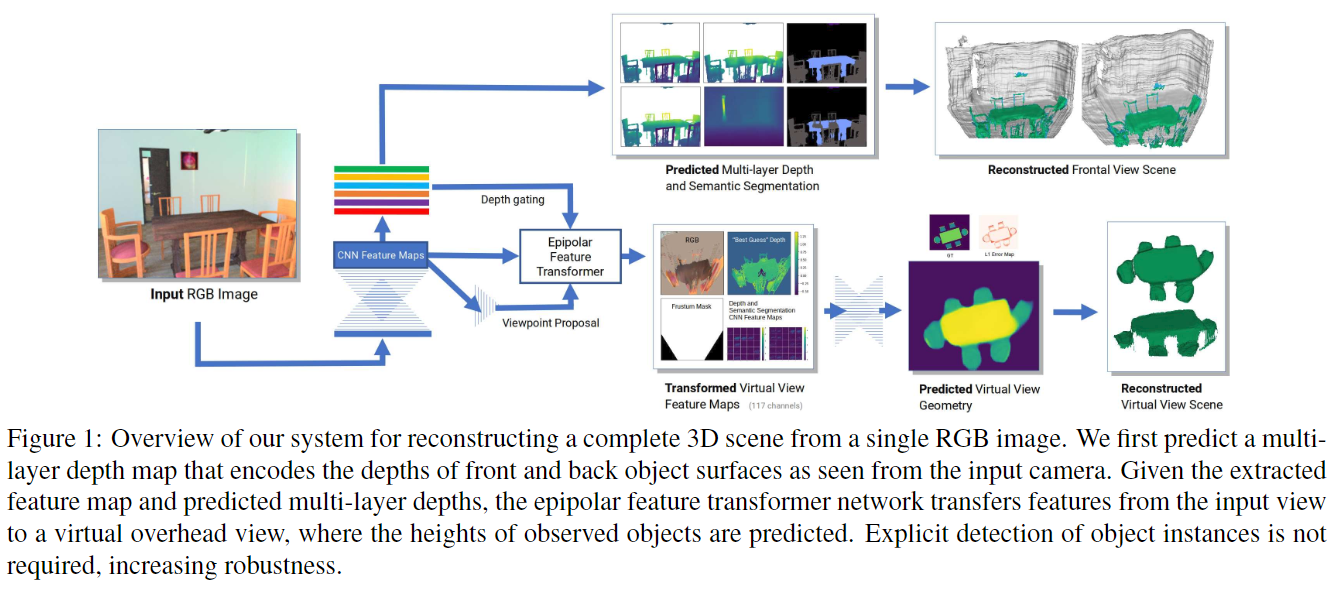 Predicted Multi-layer Depth
and Semantic Segmentation
Reconstructed Frontal View Scene
Input RGB Image
Depth gating
CNN Feature Maps
Epipolar
Feature
Transformer
Viewpoint Proposal
RGB
"Best Guess" Depth
Frustum Mask
Depth and
Semantic Segmentation
CNN Feature Maps
Transformed Virtual View
Feature Maps (117 channels)
GT
L1 Error Map
Predicted Virtual View
Geometry
Reconstructed
Virtual View Scene
Figure 1: Overview of our system for reconstructing a complete 3D scene from a single RGB image. We first predict a multi-
layer depth map that encodes the depths of front and back object surfaces as seen from the input camera. Given the extracted
feature map and predicted multi-layer depths, the epipolar feature transformer network transfers features from the input view
to a virtual overhead view, where the heights of observed objects are predicted. Explicit detection of object instances is not
required, increasing robustness.